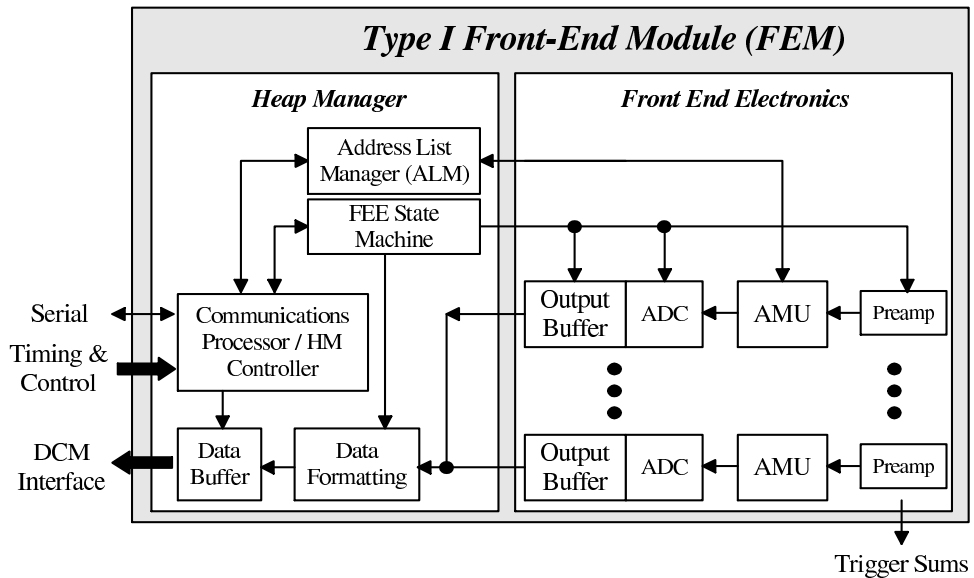 Type I Front-End Module (FEM)
Heap Manager
Front End Electronics
Address List
Manager (ALM)
FEE State
Machine
Serial
Timing &
Control
DCM
Interface
Communications
Processor / HM
Controller
Output
Buffer
ADC
AMU
Preamp
Data
Buffer
Data
Formatting
Output
Buffer
ADC
AMU
Preamp
Trigger Sums